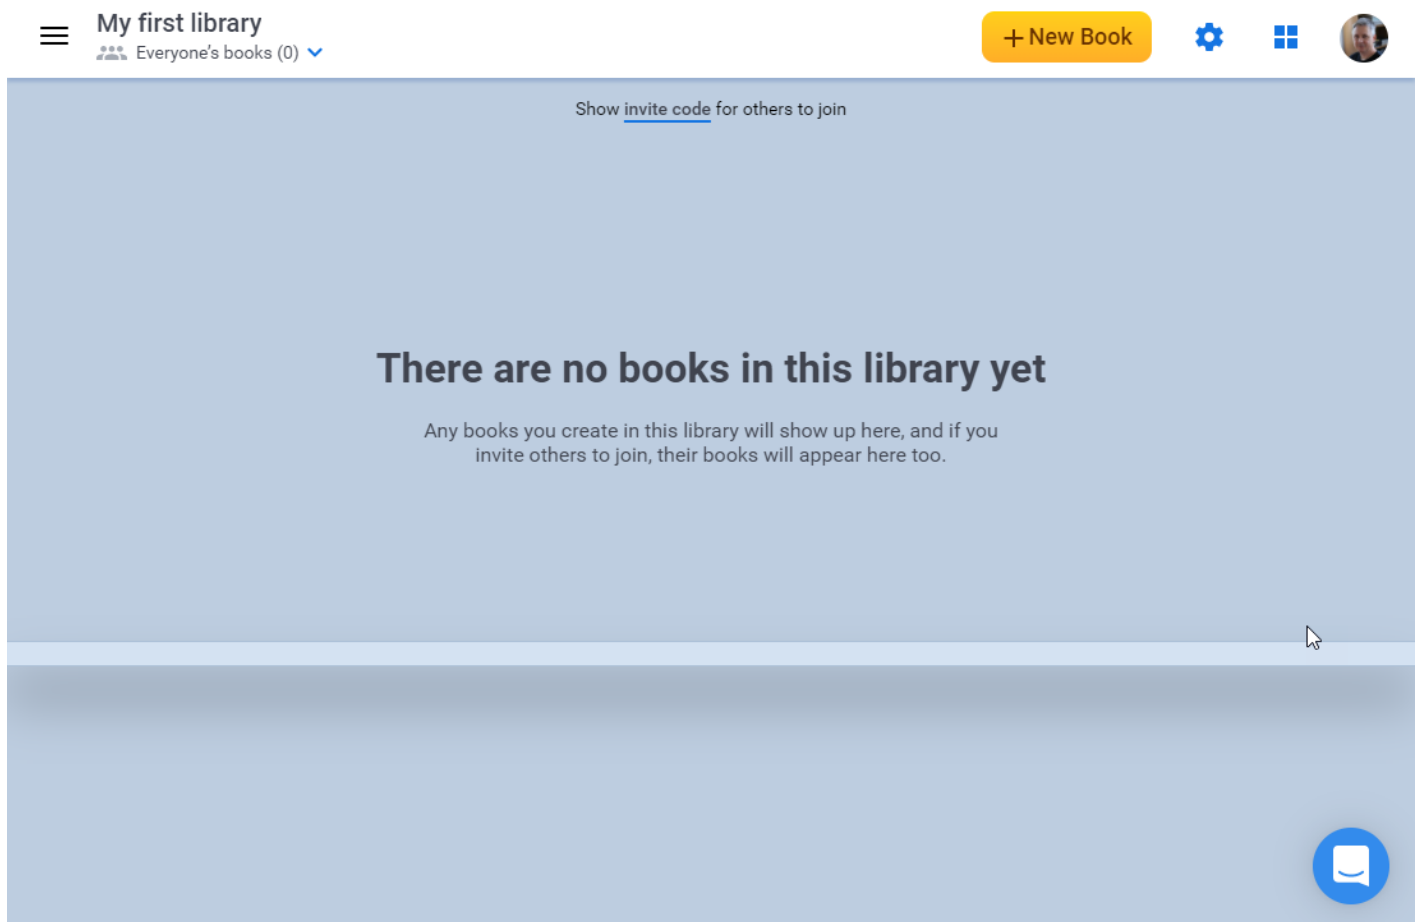 My first library
Everyone’s books (0)
+ New Book
Show invite code for others to join
There are no books in this library yet
Any books you create in this library will show up here, and if you
invite others to join, their books will appear here too.